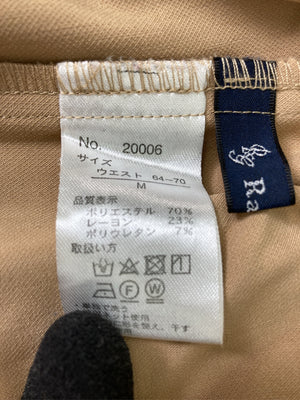 No. 20006
サイズ
ウエスト 64-70
M
品質表示
ポリエステル 70%
レーヨン 23%
ポリウレタン 7%
取扱い方
Ra